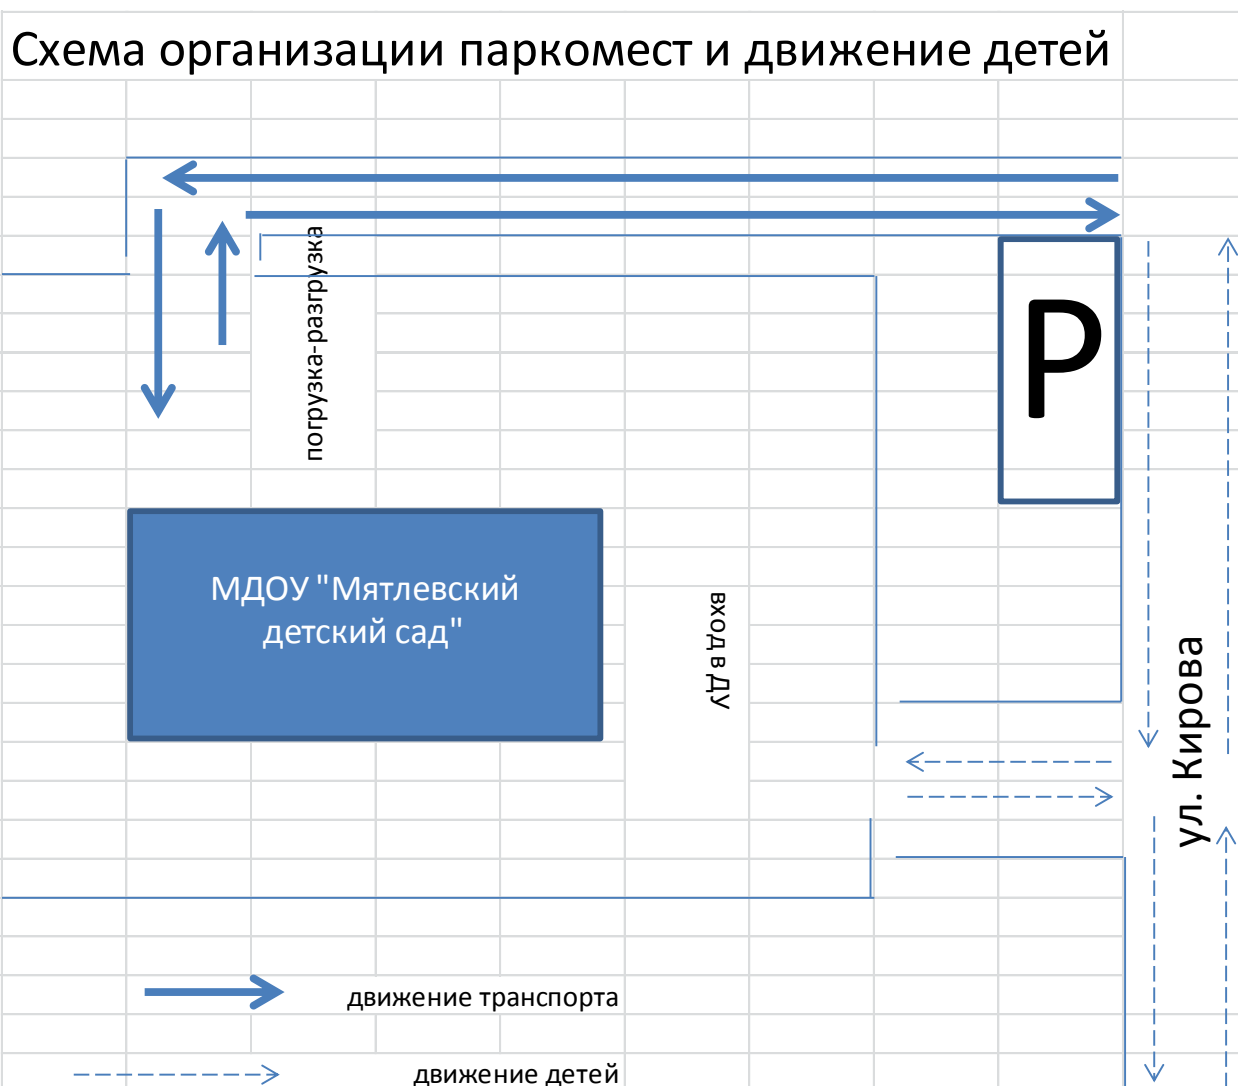 Схема организации паркомест и движение детей
погрузка-разгрузка
P
МДОУ "Мятлевский
детский сад"
вход в ДУ
ул. Кирова
движение транспорта
движение детей